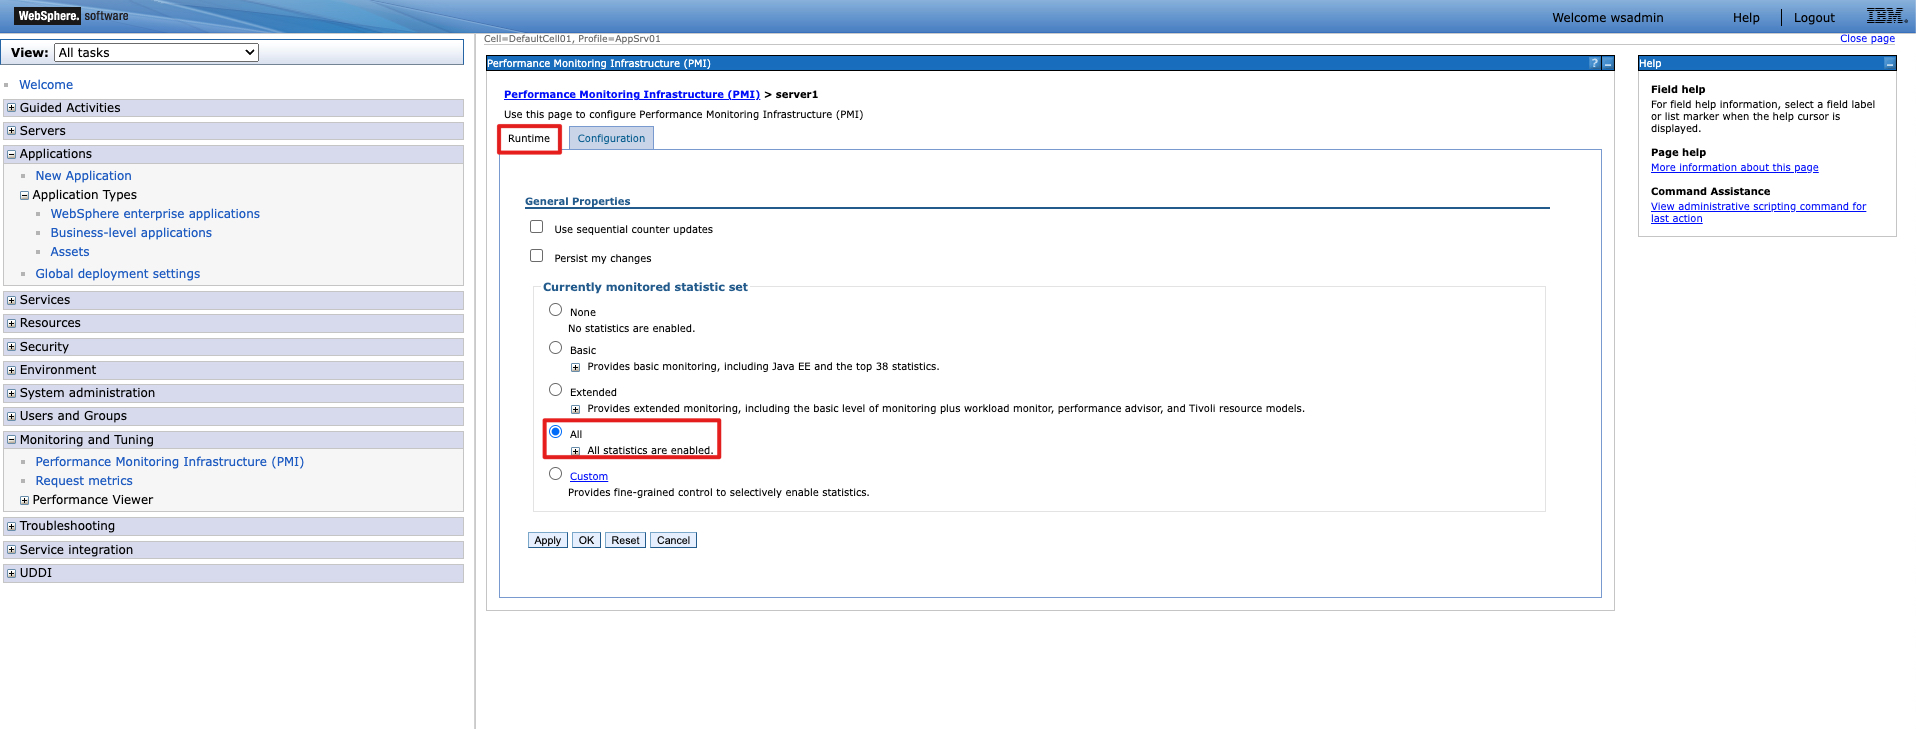 WebSphere. software
Welcome wsadmin
Help
Logout
IBM.
View: All tasks
Cell=DefaultCell01, Profile=AppSrv01
Close page
Welcome
Guided Activities
Servers
Applications
New Application
Application Types
WebSphere enterprise applications
Business-level applications
Assets
Global deployment settings
Services
Resources
Security
Environment
System administration
Users and Groups
Monitoring and Tuning
Performance Monitoring Infrastructure (PMI)
Request metrics
Performance Viewer
Troubleshooting
Service integration
UDDI
Performance Monitoring Infrastructure (PMI)
?
Performance Monitoring Infrastructure (PMI) > server1
Use this page to configure Performance Monitoring Infrastructure (PMI)
Runtime
Configuration
General Properties
Use sequential counter updates
Persist my changes
Currently monitored statistic set
None
No statistics are enabled.
Basic
Provides basic monitoring, including Java EE and the top 38 statistics.
Extended
Provides extended monitoring, including the basic level of monitoring plus workload monitor, performance advisor, and Tivoli resource models.
All
All statistics are enabled.
Custom
Provides fine-grained control to selectively enable statistics.
Apply
OK
Reset
Cancel
Help
Field help
For field help information, select a field label
or list marker when the help cursor is
displayed.
Page help
More information about this page
Command Assistance
View administrative scripting command for
last action